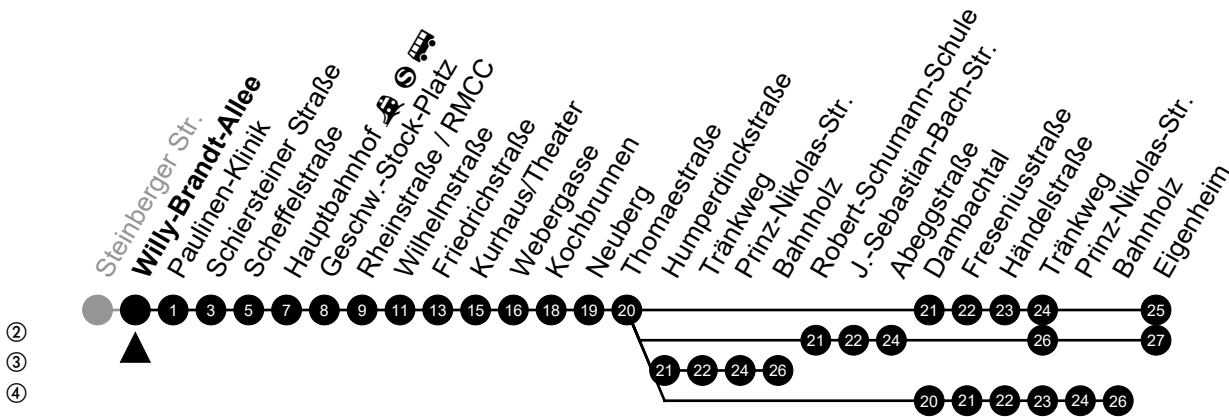 Steinberger Str.
Willy-Brandt-Allee
Paulinen-Klinik
Schiersteiner Straße
Scheffelstraße
Hauptbahnhof S
Geschw.-Stock-Platz
Rheinstraße / RMCC
Wilhelmstraße
Friedrichstraße
Kurhaus/Theater
Webergasse
Kochbrunnen
Neuberg
Thomaestraße
Humperdinckstraße
Tränkweg
Prinz-Nikolas-Str.
Bahnholz
Robert-Schumann-Schule
J.-Sebastian-Bach-Str.
Abeggstraße
Dambachtal
Freseniusstraße
Händelstraße
Tränkweg
Prinz-Nikolas-Str.
Bahnholz
Eigenheim
1 3 5 7 8 9 11 13 15 16 18 19 20 21 22 23 24 25
② 21 22 24 26 27
③ 21 22 24 26
④ 20 21 22 23 24 26